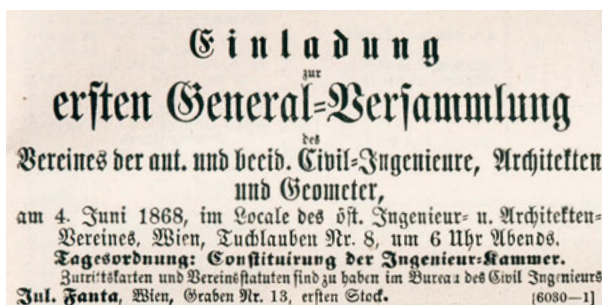 Einladung
zur
ersten General-Versammlung
des
Vereines der aut. und beeid. Civil-Ingenieure, Architekten
und Geometer,
am 4. Juni 1868, im Locale des öst. Ingenieur- u. Architekten-
Vereines, Wien, Tuchlauben Nr. 8, um 6 Uhr Abends.
Tagesordnung: Constituirung der Ingenieur-Kammer.
Zutrittskarten und Vereinsstatuten sind zu haben im Bureau des Civil Ingenieurs
Jul. Fanta, Wien, Graben Nr. 13, ersten Stock. [6030—1]